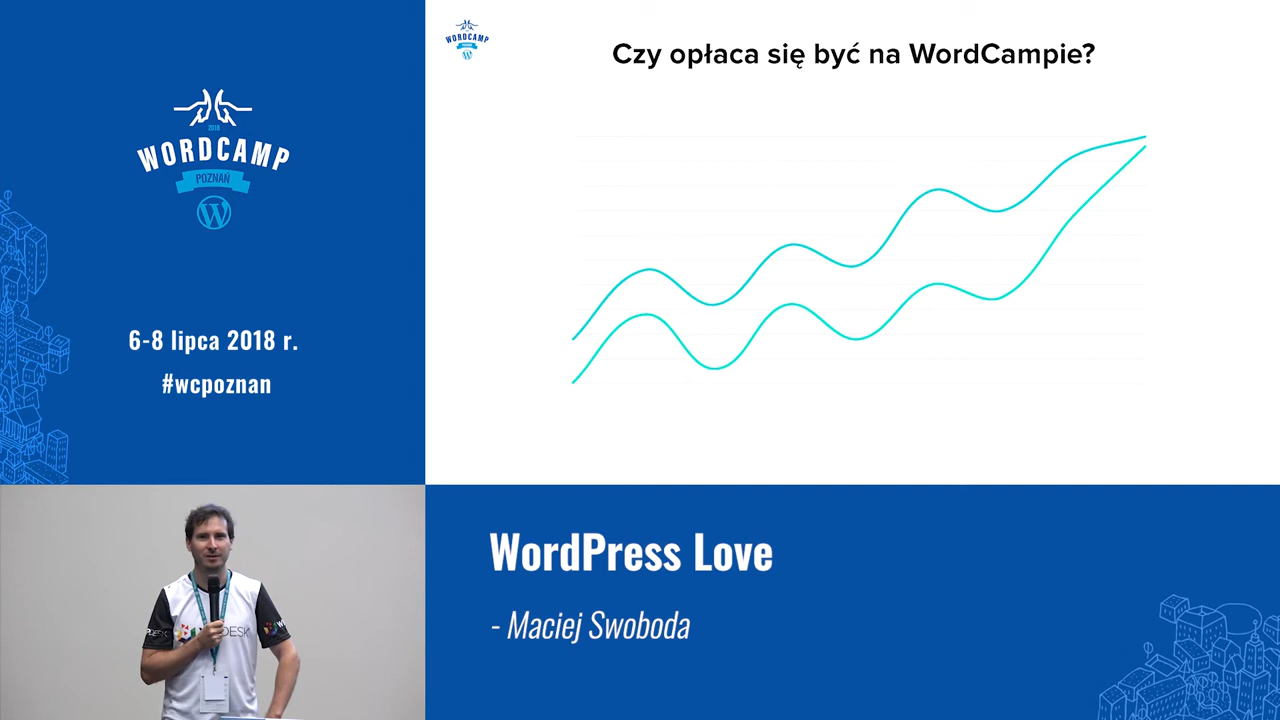 2018
WORDCAMP
POZNAŃ
6-8 lipca 2018 r.
#wcpoznan
WORDCAMP
Czy opłaca się być na WordCampie?
WordPress Love
- Maciej Swoboda